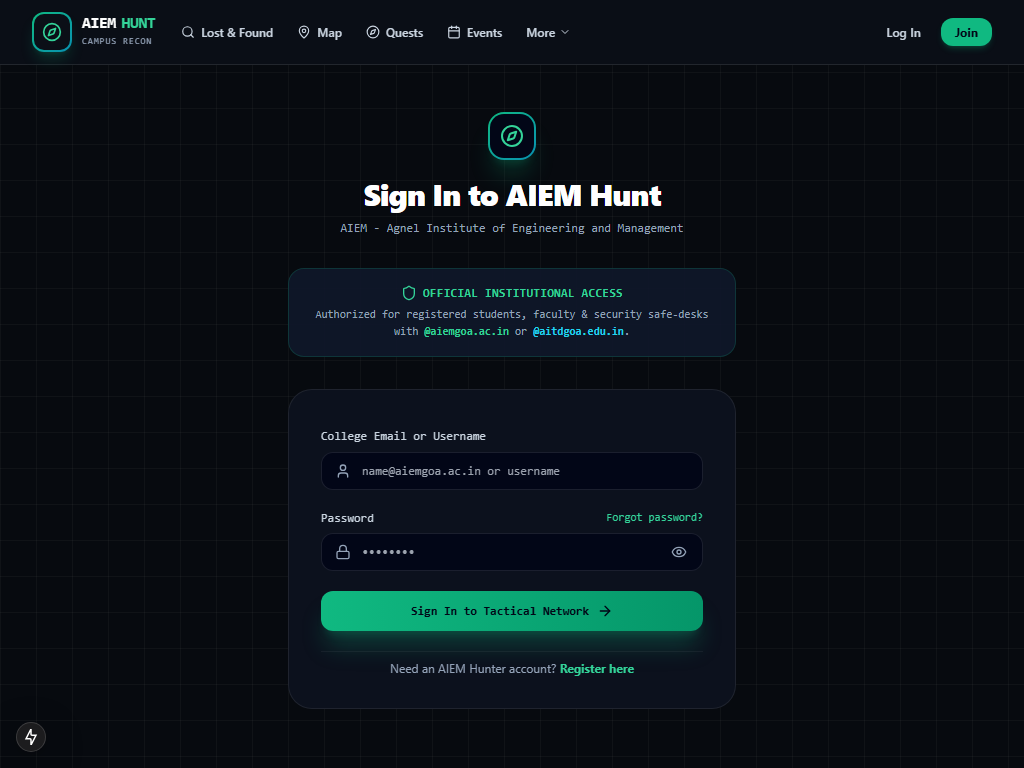 AIEM HUNT
CAMPUS RECON
Lost & Found
Map
Quests
Events
More
Log In
Join
Sign In to AIEM Hunt
AIEM - Agnel Institute of Engineering and Management
OFFICIAL INSTITUTIONAL ACCESS
Authorized for registered students, faculty & security safe-desks
with @aiemgoa.ac.in or @aitdgoa.edu.in.
College Email or Username
name@aiemgoa.ac.in or username
Password
Forgot password?
••••••••
Sign In to Tactical Network →
Need an AIEM Hunter account? Register here